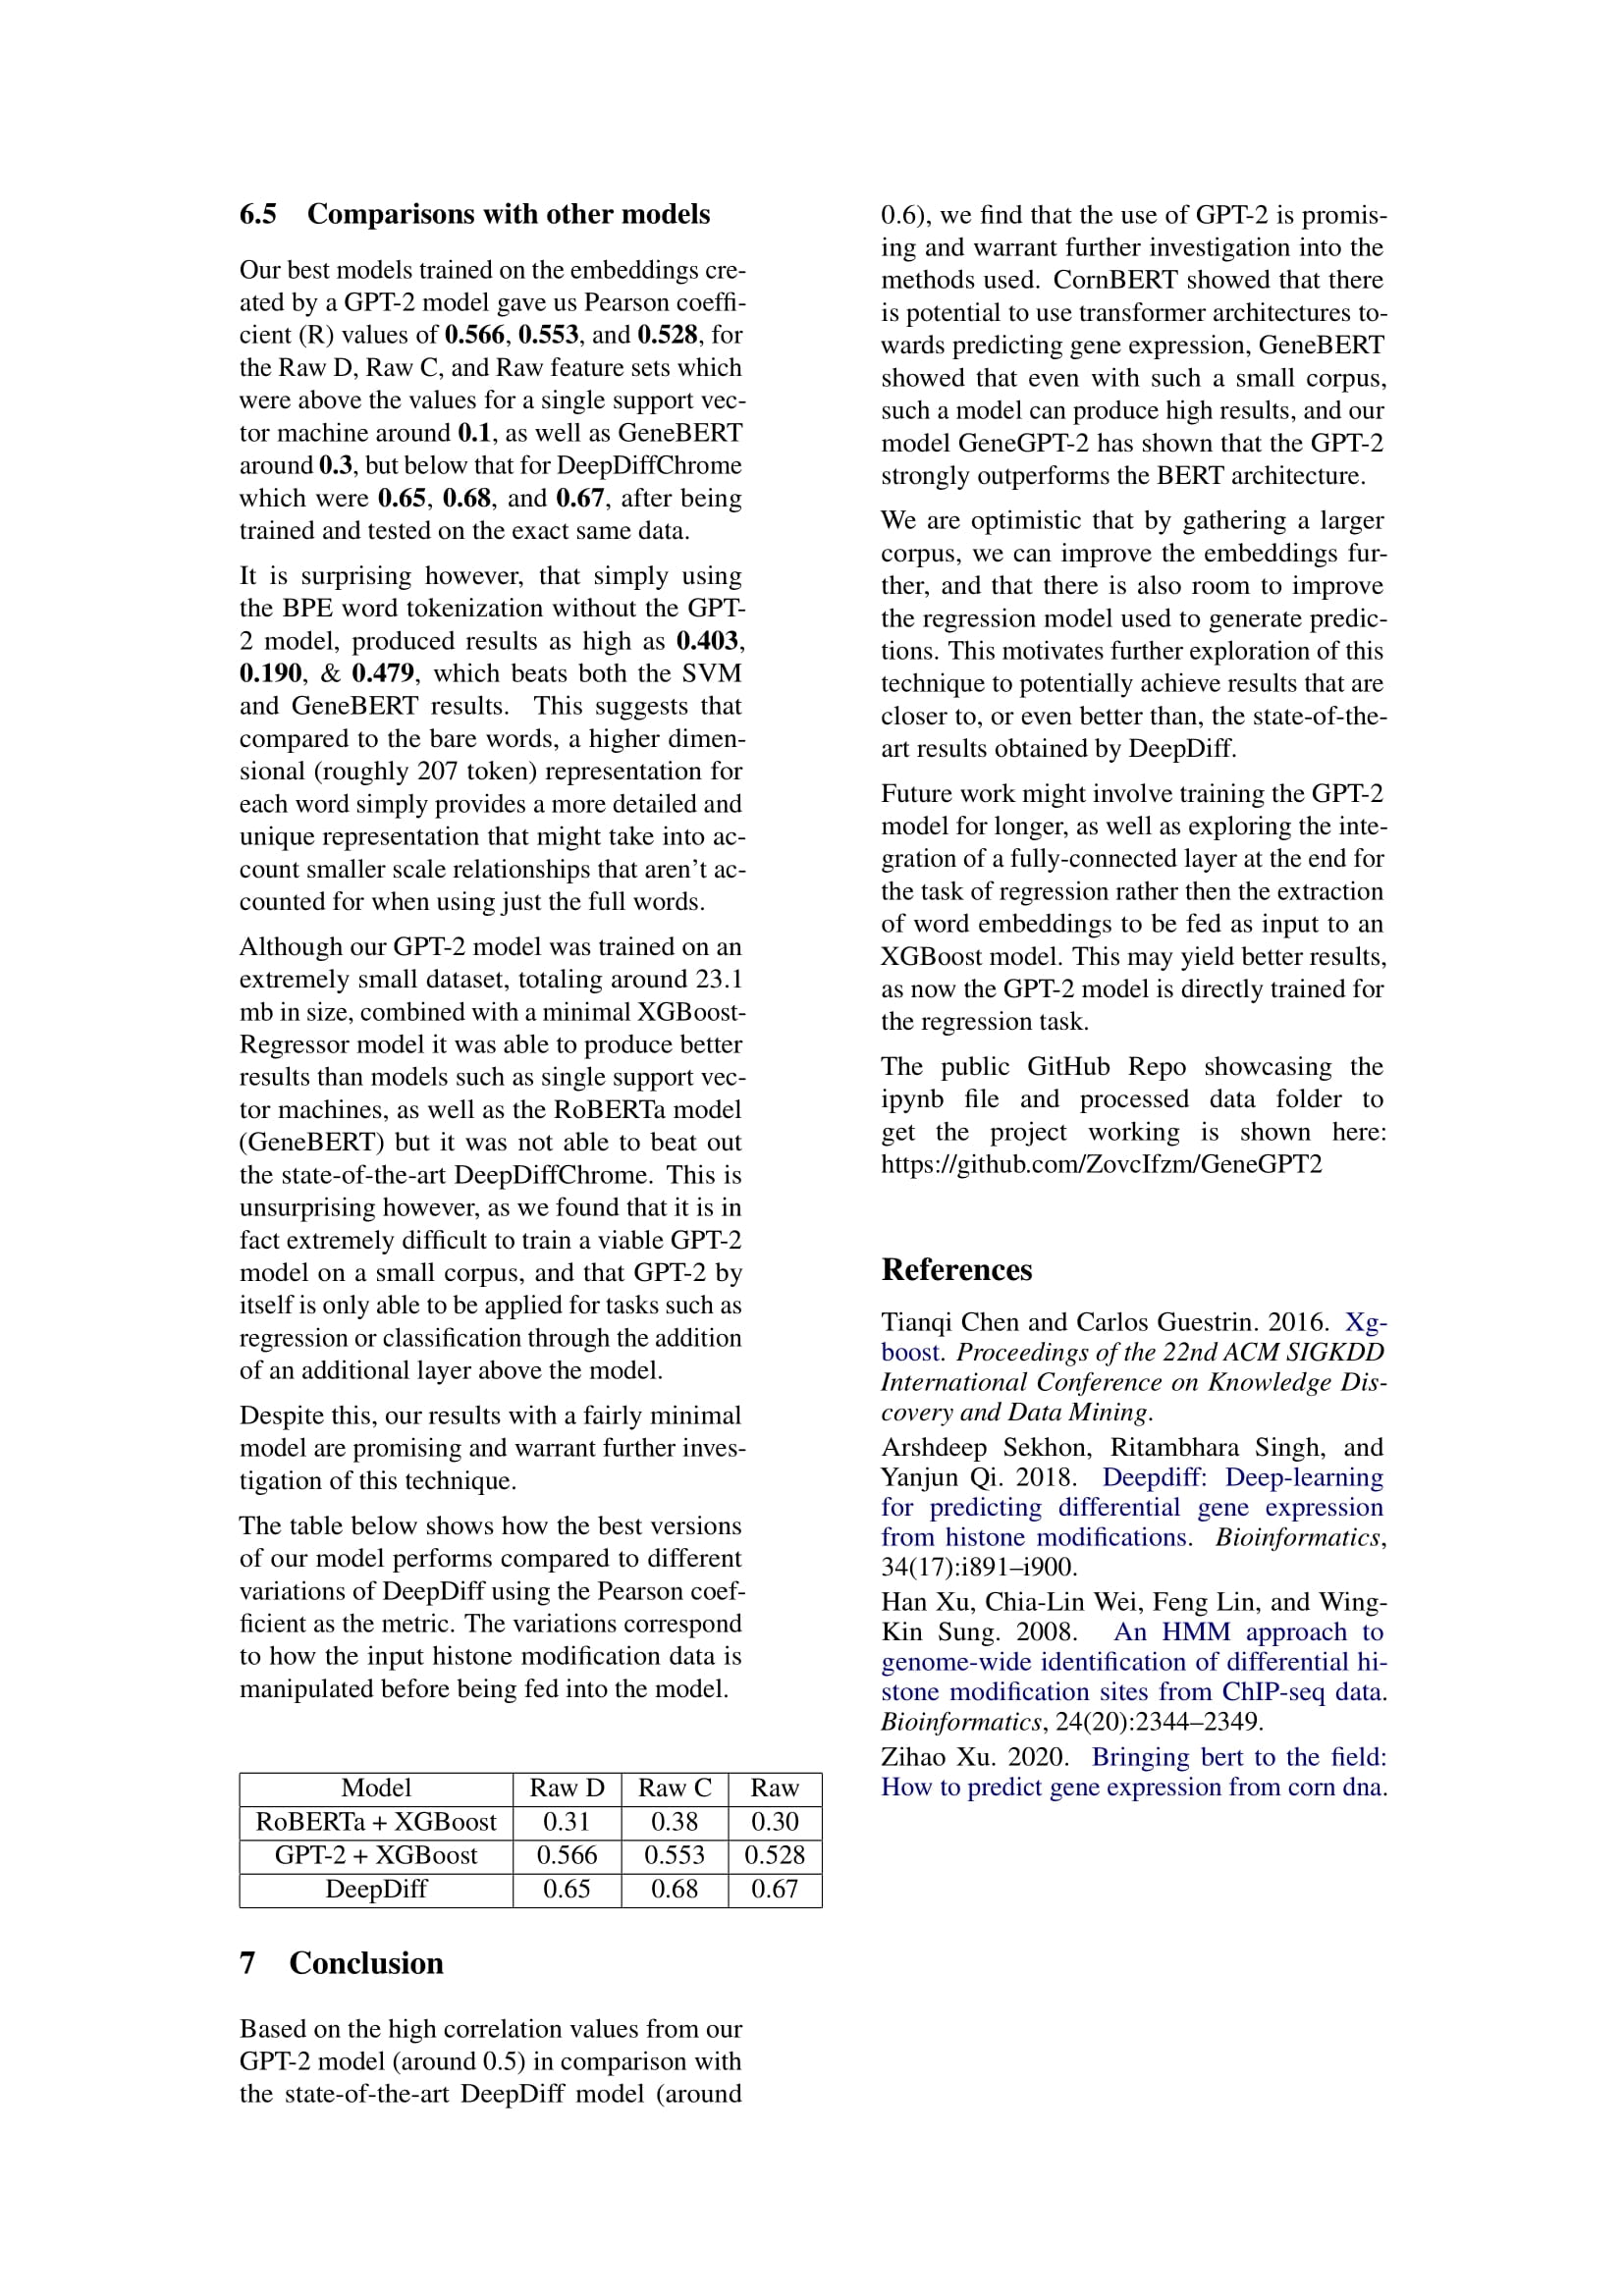 6.5 Comparisons with other models
Our best models trained on the embeddings cre-
ated by a GPT-2 model gave us Pearson coeffi-
cient (R) values of 0.566, 0.553, and 0.528, for
the Raw D, Raw C, and Raw feature sets which
were above the values for a single support vec-
tor machine around 0.1, as well as GeneBERT
around 0.3, but below that for DeepDiffChrome
which were 0.65, 0.68, and 0.67, after being
trained and tested on the exact same data.
It is surprising however, that simply using
the BPE word tokenization without the GPT-
2 model, produced results as high as 0.403,
0.190, & 0.479, which beats both the SVM
and GeneBERT results. This suggests that
compared to the bare words, a higher dimen-
sional (roughly 207 token) representation for
each word simply provides a more detailed and
unique representation that might take into ac-
count smaller scale relationships that aren't ac-
counted for when using just the full words.
Although our GPT-2 model was trained on an
extremely small dataset, totaling around 23.1
mb in size, combined with a minimal XGBoost-
Regressor model it was able to produce better
results than models such as single support vec-
tor machines, as well as the RoBERTa model
(GeneBERT) but it was not able to beat out
the state-of-the-art DeepDiffChrome. This is
unsurprising however, as we found that it is in
fact extremely difficult to train a viable GPT-2
model on a small corpus, and that GPT-2 by
itself is only able to be applied for tasks such as
regression or classification through the addition
of an additional layer above the model.
Despite this, our results with a fairly minimal
model are promising and warrant further inves-
tigation of this technique.
The table below shows how the best versions
of our model performs compared to different
variations of DeepDiff using the Pearson coef-
ficient as the metric. The variations correspond
to how the input histone modification data is
manipulated before being fed into the model.
Model Raw D Raw C Raw
RoBERTa + XGBoost 0.31 0.38 0.30
GPT-2 + XGBoost 0.566 0.553 0.528
DeepDiff 0.65 0.68 0.67
7 Conclusion
Based on the high correlation values from our
GPT-2 model (around 0.5) in comparison with
the state-of-the-art DeepDiff model (around
0.6), we find that the use of GPT-2 is promis-
ing and warrant further investigation into the
methods used. CornBERT showed that there
is potential to use transformer architectures to-
wards predicting gene expression, GeneBERT
showed that even with such a small corpus,
such a model can produce high results, and our
model GeneGPT-2 has shown that the GPT-2
strongly outperforms the BERT architecture.
We are optimistic that by gathering a larger
corpus, we can improve the embeddings fur-
ther, and that there is also room to improve
the regression model used to generate predic-
tions. This motivates further exploration of this
technique to potentially achieve results that are
closer to, or even better than, the state-of-the-
art results obtained by DeepDiff.
Future work might involve training the GPT-2
model for longer, as well as exploring the inte-
gration of a fully-connected layer at the end for
the task of regression rather then the extraction
of word embeddings to be fed as input to an
XGBoost model. This may yield better results,
as now the GPT-2 model is directly trained for
the regression task.
The public GitHub Repo showcasing the
ipynb file and processed data folder to
get the project working is shown here:
https://github.com/ZovcIfzm/GeneGPT2
References
Tianqi Chen and Carlos Guestrin. 2016. Xg-
boost. Proceedings of the 22nd ACM SIGKDD
International Conference on Knowledge Dis-
covery and Data Mining.
Arshdeep Sekhon, Ritambhara Singh, and
Yanjun Qi. 2018. Deepdiff: Deep-learning
for predicting differential gene expression
from histone modifications. Bioinformatics,
34(17):i891–i900.
Han Xu, Chia-Lin Wei, Feng Lin, and Wing-
Kin Sung. 2008. An HMM approach to
genome-wide identification of differential hi-
stone modification sites from ChIP-seq data.
Bioinformatics, 24(20):2344–2349.
Zihao Xu. 2020. Bringing bert to the field:
How to predict gene expression from corn dna.